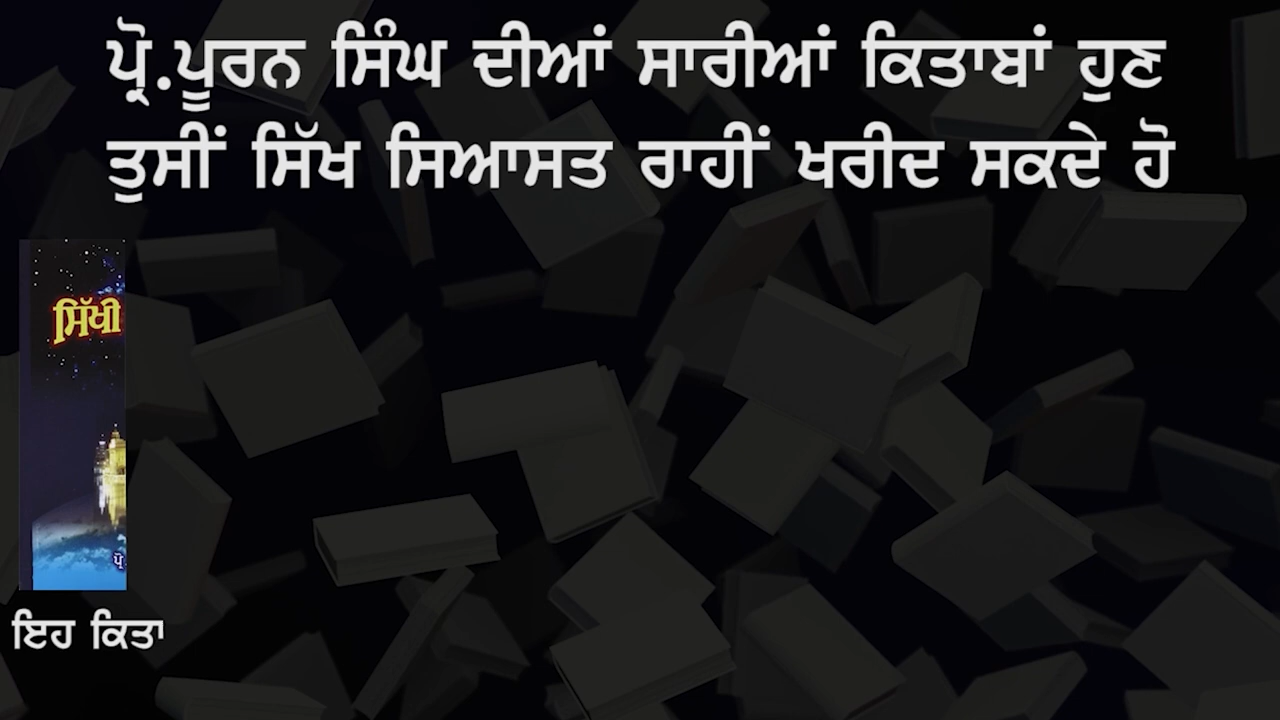 ਪ੍ਰੋ.ਪੂਰਨ ਸਿੰਘ ਦੀਆਂ ਸਾਰੀਆਂ ਕਿਤਾਬਾਂ ਹੁਣ
ਤੁਸੀਂ ਸਿੱਖ ਸਿਆਸਤ ਰਾਹੀਂ ਖਰੀਦ ਸਕਦੇ ਹੋ
ਸਿੱਖੀ
ਪ੍ਰੋ
ਇਹ ਕਿਤਾ